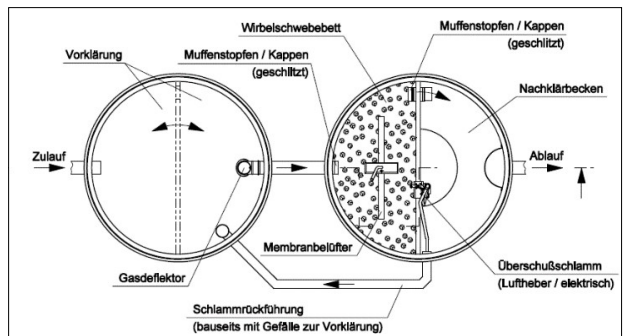 Wirbelschwebebett
Muffenstopfen / Kappen
(geschlitzt)
Vorklärung
Muffenstopfen / Kappen
(geschlitzt)
Nachklärbecken
Zulauf
Ablauf
Membranbelüfter
Gasdeflektor
Überschußschlamm
(Luftheber / elektrisch)
Schlammrückführung
(bauseits mit Gefälle zur Vorklärung)